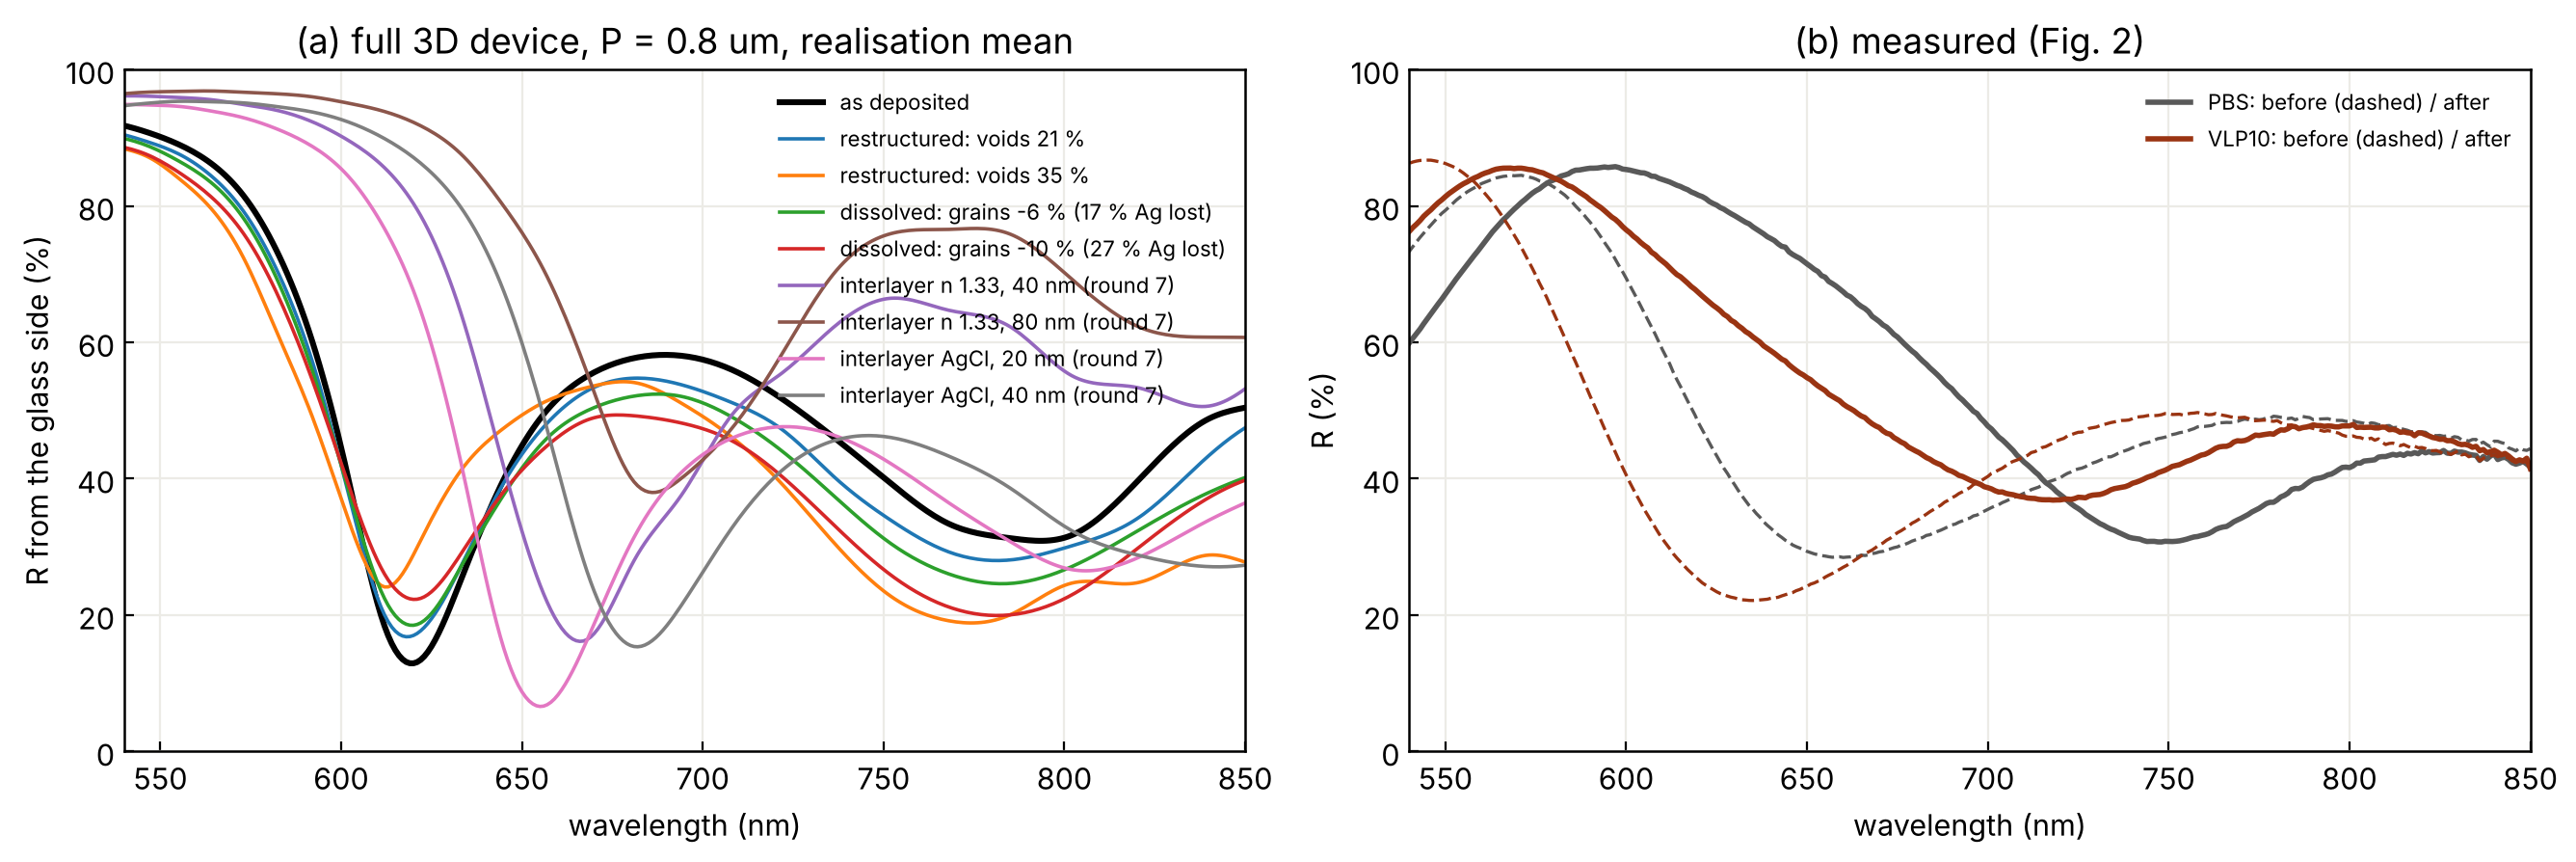 (a) full 3D device, P = 0.8 um, realisation mean
R from the glass side (%)
100
80
60
40
20
0
as deposited
restructured: voids 21 %
restructured: voids 35 %
dissolved: grains -6 % (17 % Ag lost)
dissolved: grains -10 % (27 % Ag lost)
interlayer n 1.33, 40 nm (round 7)
interlayer n 1.33, 80 nm (round 7)
interlayer AgCl, 20 nm (round 7)
interlayer AgCl, 40 nm (round 7)
550 600 650 700 750 800 850
wavelength (nm)
(b) measured (Fig. 2)
R (%)
100
80
60
40
20
0
PBS: before (dashed) / after
VLP10: before (dashed) / after
550 600 650 700 750 800 850
wavelength (nm)